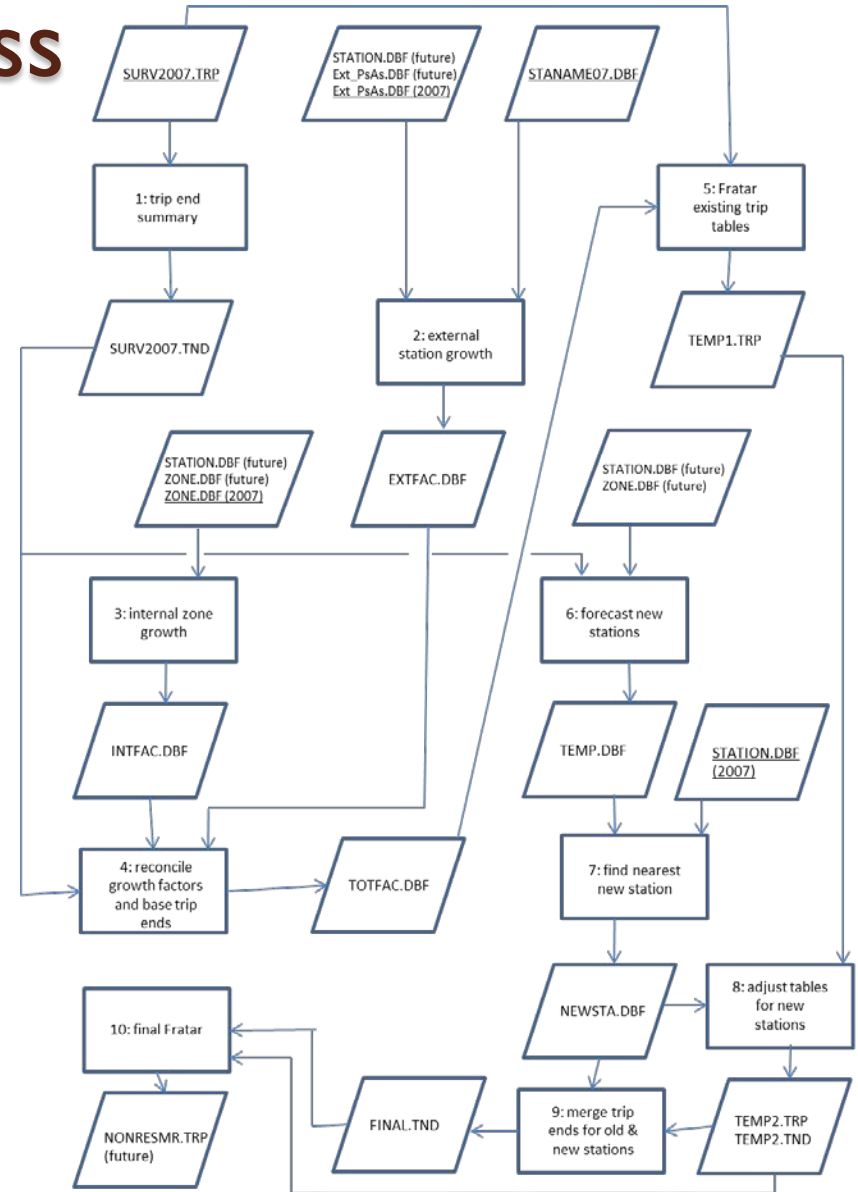 ss
SURV2007.TRP
STATION.DBF (future)
Ext_PsAs.DBF (future)
Ext_PsAs.DBF (2007)
STANAME07.DBF
1: trip end
summary
5: Fratar
existing trip
tables
SURV2007.TND
2: external
station growth
TEMP1.TRP
STATION.DBF (future)
ZONE.DBF (future)
ZONE.DBF (2007)
EXTFAC.DBF
STATION.DBF (future)
ZONE.DBF (future)
3: internal zone
growth
6: forecast new
stations
INTFAC.DBF
TEMP.DBF
STATION.DBF
(2007)
4: reconcile
growth factors
and base trip
ends
TOTFAC.DBF
7: find nearest
new station
10: final Fratar
NEWSTA.DBF
8: adjust tables
for new
stations
NONRESMR.TRP
(future)
FINAL.TND
9: merge trip
ends for old &
new stations
TEMP2.TRP
TEMP2.TND